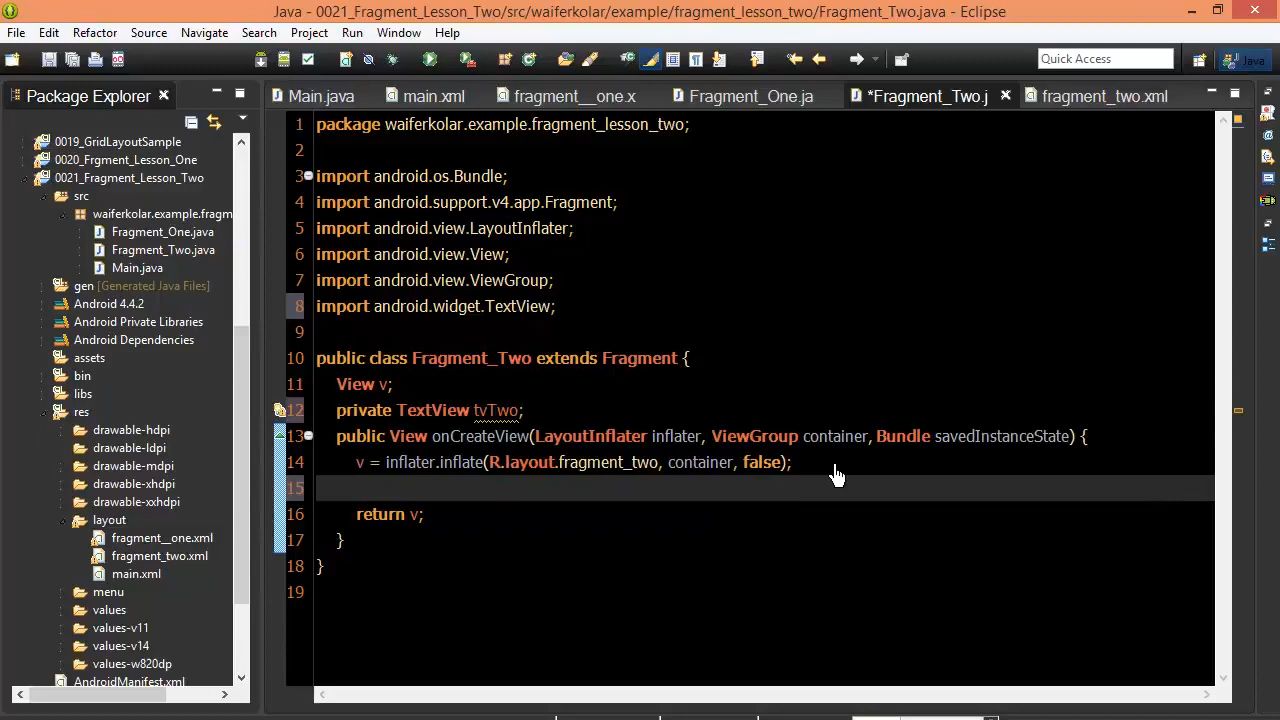 Java - 0021_Fragment_Lesson_Two/src/waiferkolar/example/fragment_lesson_two/Fragment_Two.java - Eclipse
File Edit Refactor Source Navigate Search Project Run Window Help
Quick Access
Java
Package Explorer
Main.java main.xml fragment__one.x Fragment_One.ja *Fragment_Two.j fragment_two.xml
0019_GridLayoutSample
0020_Frgment_Lesson_One
0021_Fragment_Lesson_Two
src
waiferkolar.example.fragm
Fragment_One.java
Fragment_Two.java
Main.java
gen [Generated Java Files]
Android 4.4.2
Android Private Libraries
Android Dependencies
assets
bin
libs
res
drawable-hdpi
drawable-ldpi
drawable-mdpi
drawable-xhdpi
drawable-xxhdpi
layout
fragment__one.xml
fragment_two.xml
main.xml
menu
values
values-v11
values-v14
values-w820dp
AndroidManifest.xml
1 package waiferkolar.example.fragment_lesson_two;
2
3 import android.os.Bundle;
4 import android.support.v4.app.Fragment;
5 import android.view.LayoutInflater;
6 import android.view.View;
7 import android.view.ViewGroup;
8 import android.widget.TextView;
9
10 public class Fragment_Two extends Fragment {
11 View v;
12 private TextView tvTwo;
13 public View onCreateView(LayoutInflater inflater, ViewGroup container, Bundle savedInstanceState) {
14 v = inflater.inflate(R.layout.fragment_two, container, false);
15
16 return v;
17 }
18 }
19